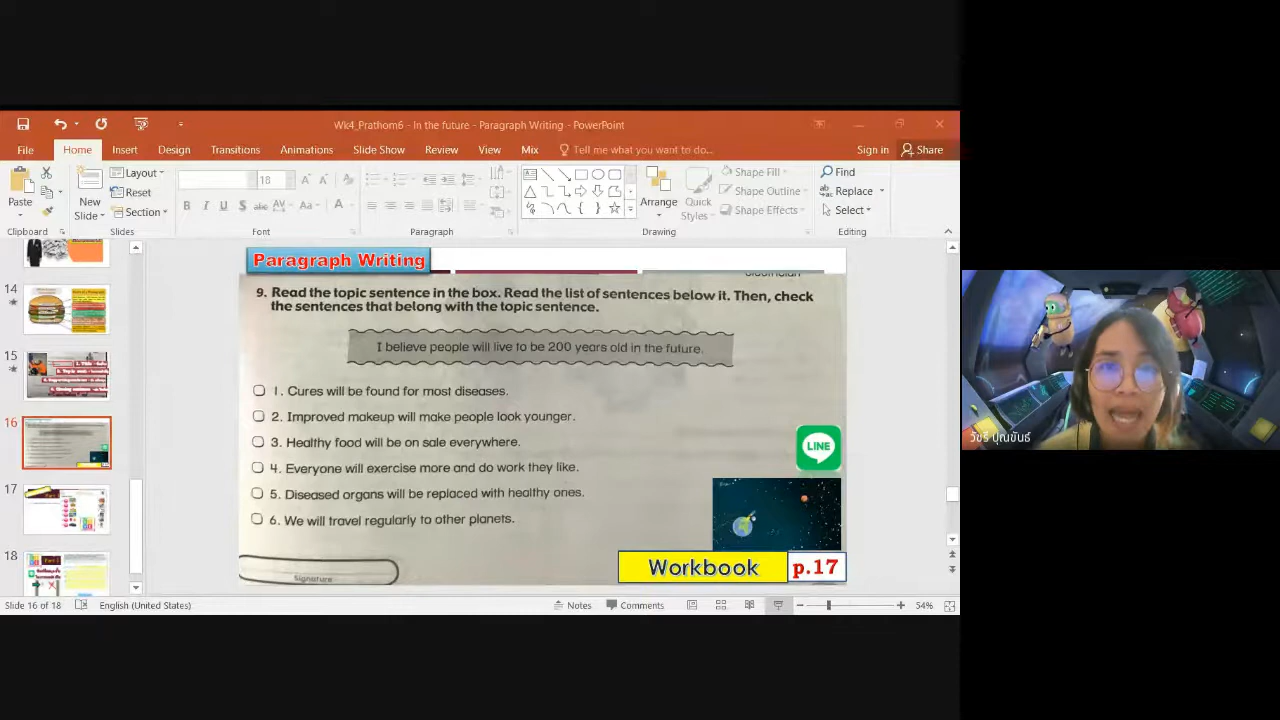 Wk4_Prathom6 - In the future - Paragraph Writing - PowerPoint
File Home Insert Design Transitions Animations Slide Show Review View Mix Tell me what you want to do... Sign in Share
Paste
Clipboard
New Slide
Layout
Reset
Section
Slides
18
B I U S abc AV Aa A
Font
Paragraph
Arrange
Quick Styles
Shape Fill
Shape Outline
Shape Effects
Drawing
Find
Replace
Select
Editing
14
15
16
17
18
Paragraph Writing
9. Read the topic sentence in the box. Read the list of sentences below it. Then, check
the sentences that belong with the topic sentence.
I believe people will live to be 200 years old in the future.
1. Cures will be found for most diseases.
2. Improved makeup will make people look younger.
3. Healthy food will be on sale everywhere.
4. Everyone will exercise more and do work they like.
5. Diseased organs will be replaced with healthy ones.
6. We will travel regularly to other planets.
LINE
Signature
Workbook p.17
Slide 16 of 18 English (United States) Notes Comments 54%
วัชรี ปุณขันธ์